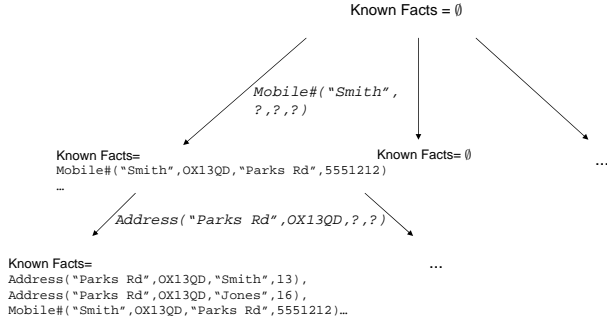 Known Facts = ∅
Mobile#("Smith",
?,?,?)
Known Facts=
Mobile#("Smith",OX13QD,"Parks Rd",5551212)
…
Known Facts= ∅
…
Address("Parks Rd",OX13QD,?,?)
Known Facts=
Address("Parks Rd",OX13QD,"Smith",13),
Address("Parks Rd",OX13QD,"Jones",16),
Mobile#("Smith",OX13QD,"Parks Rd",5551212)…
…